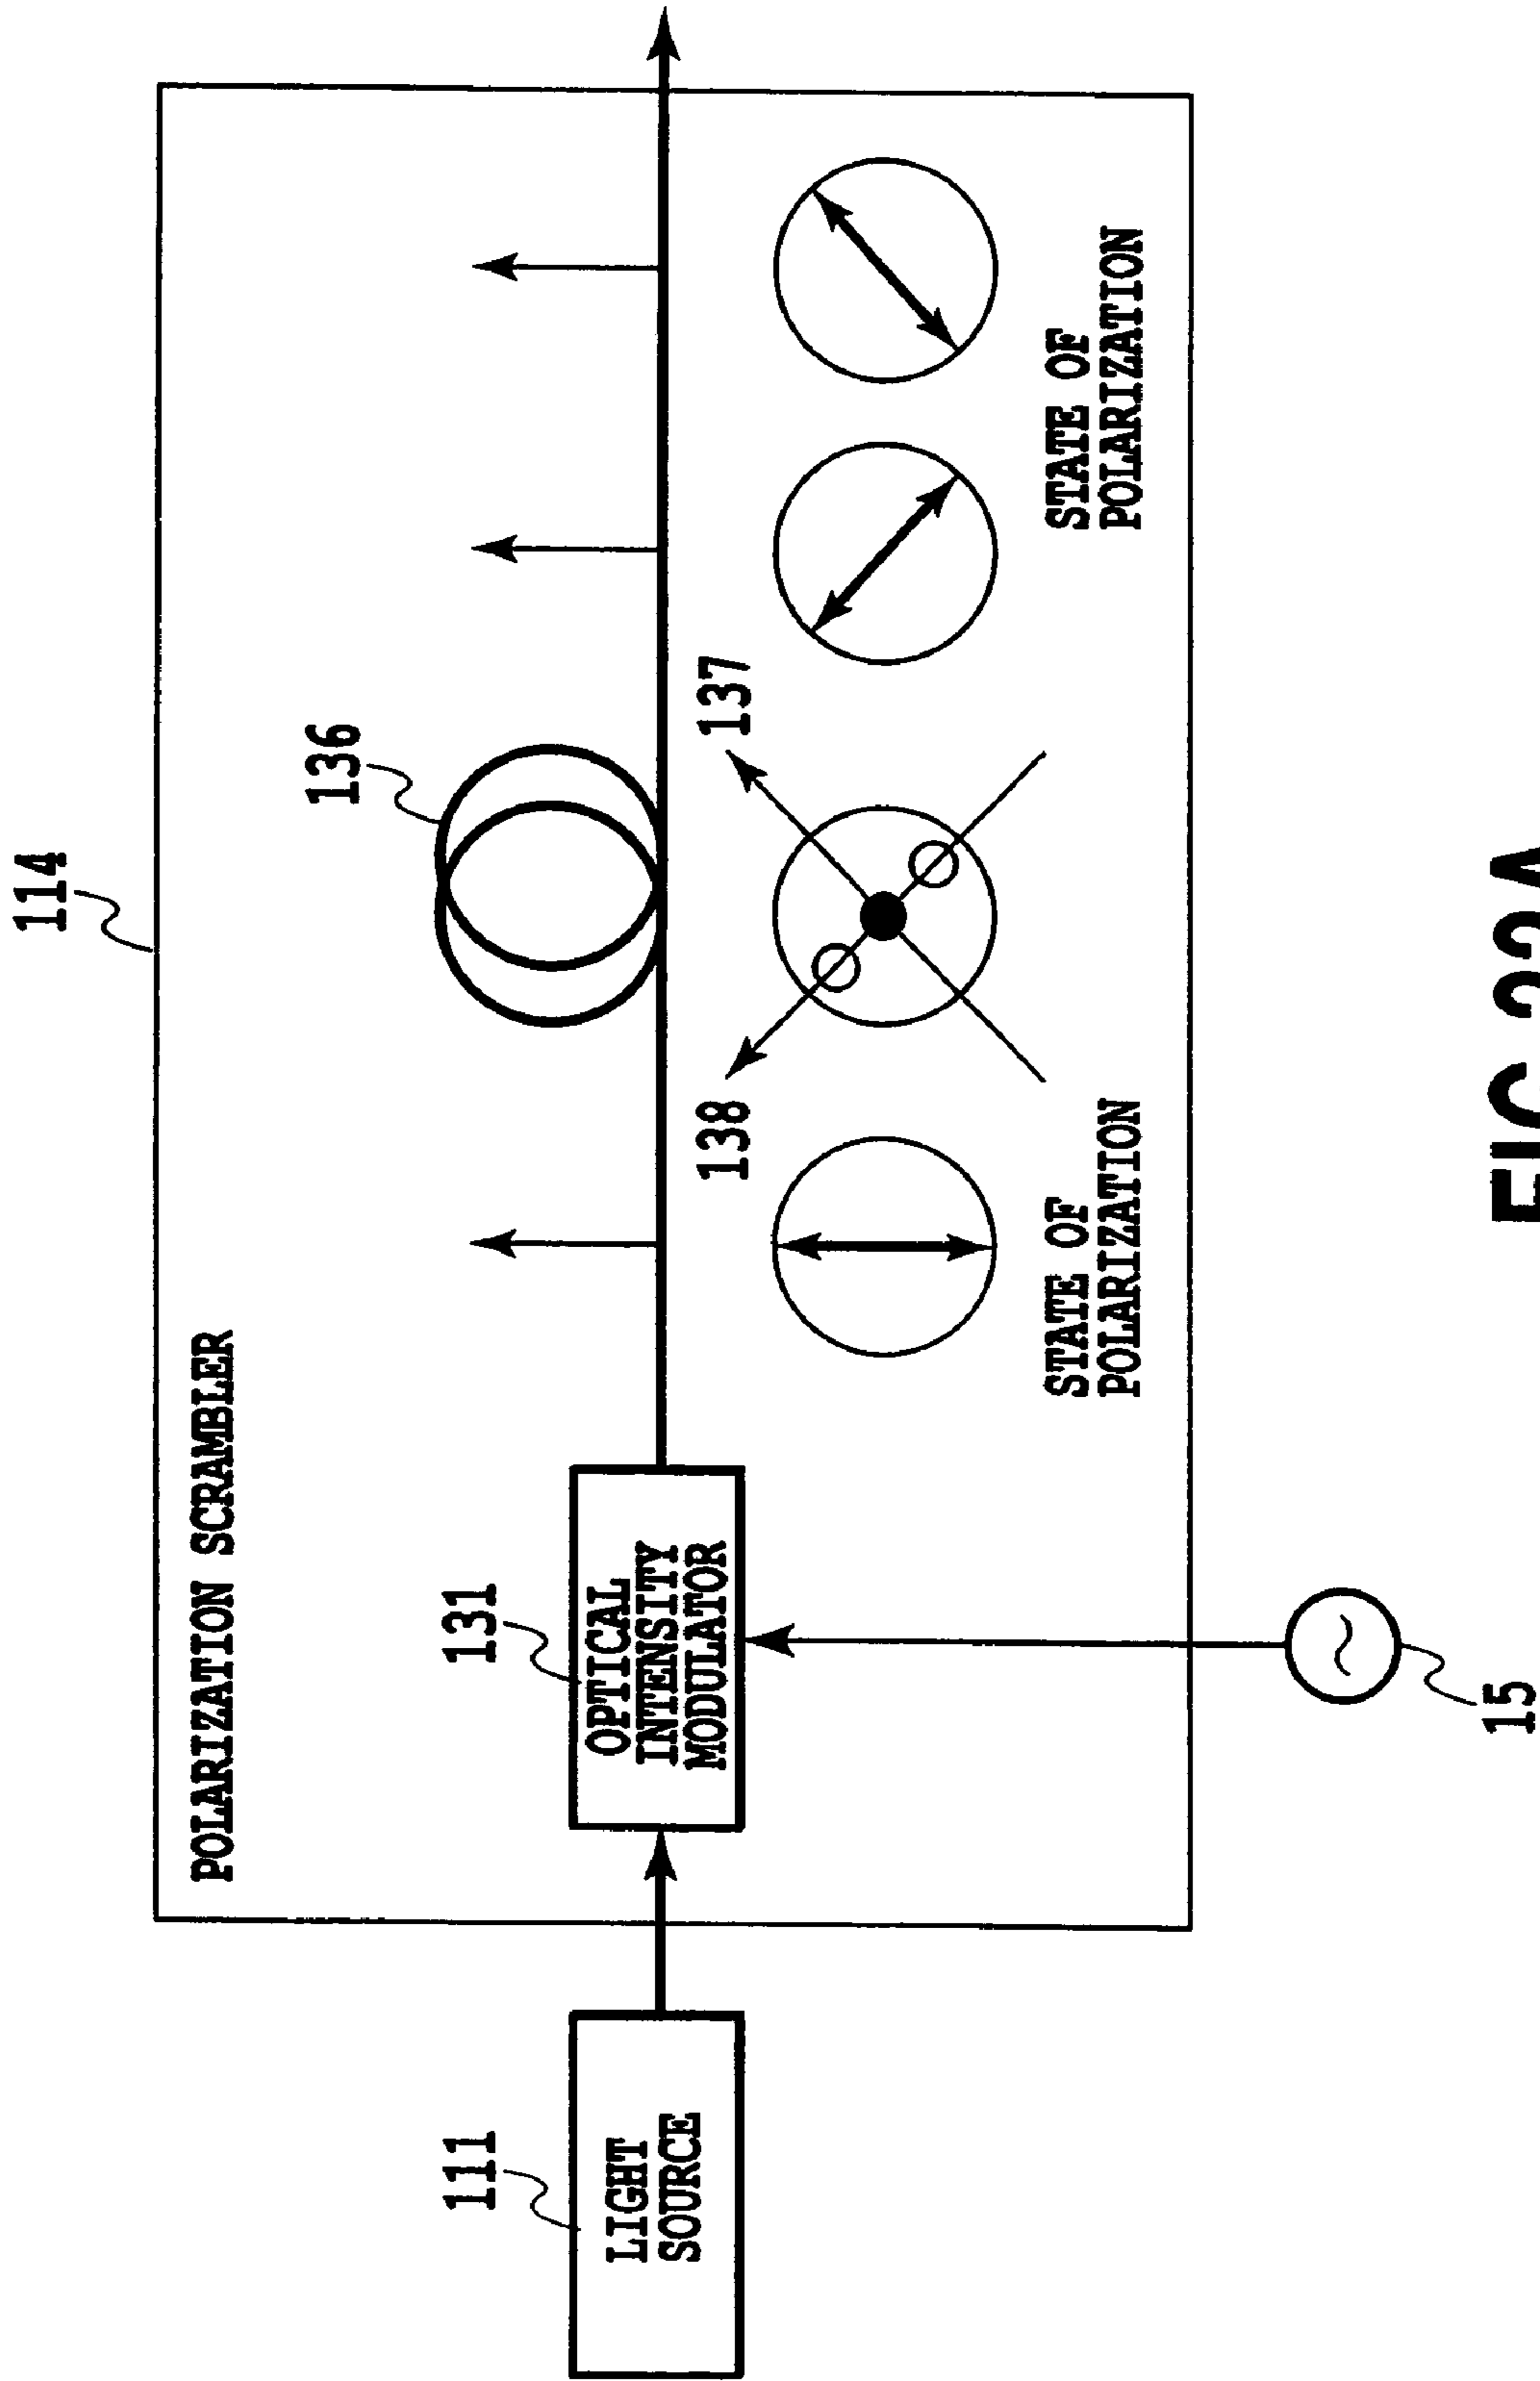 114
POLARIZATION SCRAMBLER
136
111
131
LIGHT
SOURCE
OPTICAL
INTENSITY
MODULATOR
138
137
STATE OF
POLARIZATION
STATE OF
POLARIZATION
15